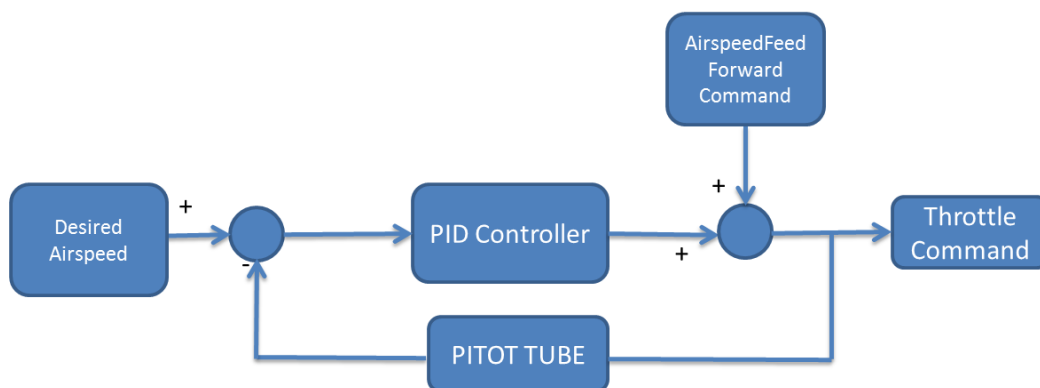 AirspeedFeed
Forward
Command
+
+
Desired
Airspeed
-
PID Controller
+
Throttle
Command
PITOT TUBE